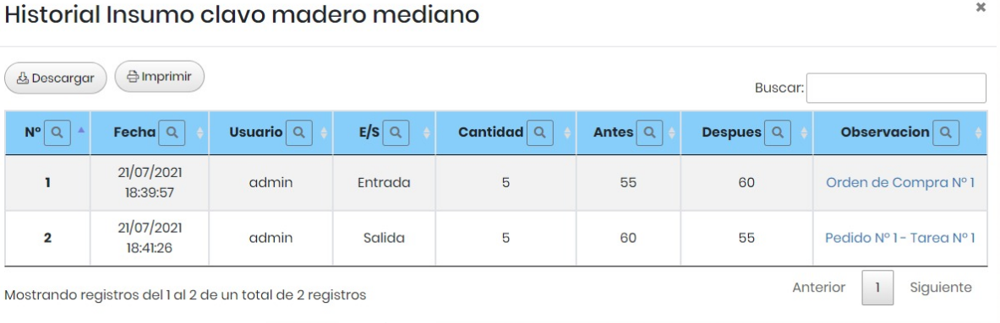 Historial Insumo clavo madero mediano ×
Descargar Imprimir
Buscar:
Nº Fecha Usuario E/S Cantidad Antes Despues Observacion
1 21/07/2021 18:39:57 admin Entrada 5 55 60 Orden de Compra Nº 1
2 21/07/2021 18:41:26 admin Salida 5 60 55 Pedido Nº 1 - Tarea Nº 1
Mostrando registros del 1 al 2 de un total de 2 registros
Anterior 1 Siguiente